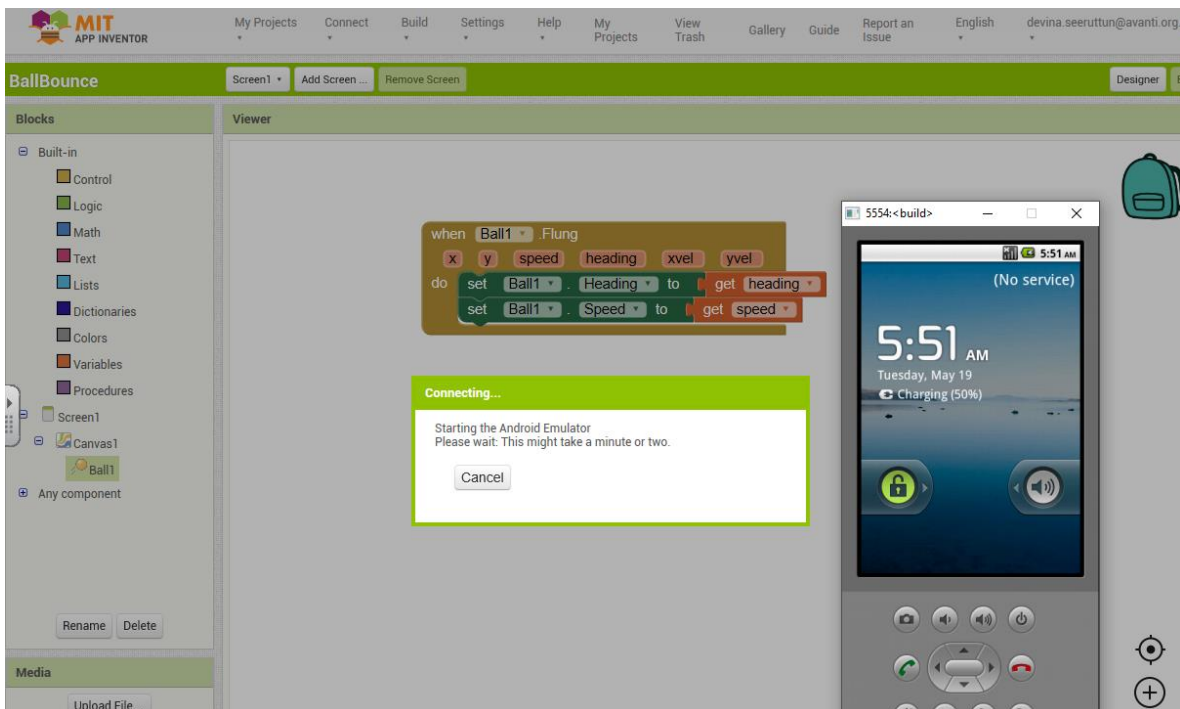 MIT
APP INVENTOR
My Projects Connect Build Settings Help My Projects View Trash Gallery Guide Report an Issue English devina.seeruttun@avanti.org.
BallBounce
Screen1 Add Screen ... Remove Screen Designer
Blocks
Viewer
Built-in
Control
Logic
Math
Text
Lists
Dictionaries
Colors
Variables
Procedures
Screen1
Canvas1
Ball1
Any component
Rename Delete
Media
Upload File
when Ball1 .Flung
x y speed heading xvel yvel
do set Ball1 . Heading to get heading
set Ball1 . Speed to get speed
Connecting...
Starting the Android Emulator
Please wait: This might take a minute or two.
Cancel
5554:<build>
5:51 AM
(No service)
5:51 AM
Tuesday, May 19
Charging (50%)